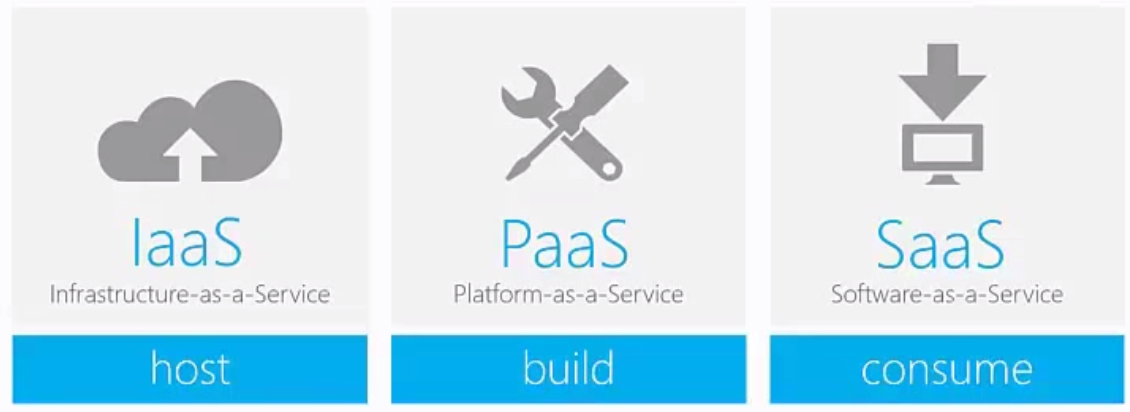 IaaS
Infrastructure-as-a-Service
host
PaaS
Platform-as-a-Service
build
SaaS
Software-as-a-Service
consume